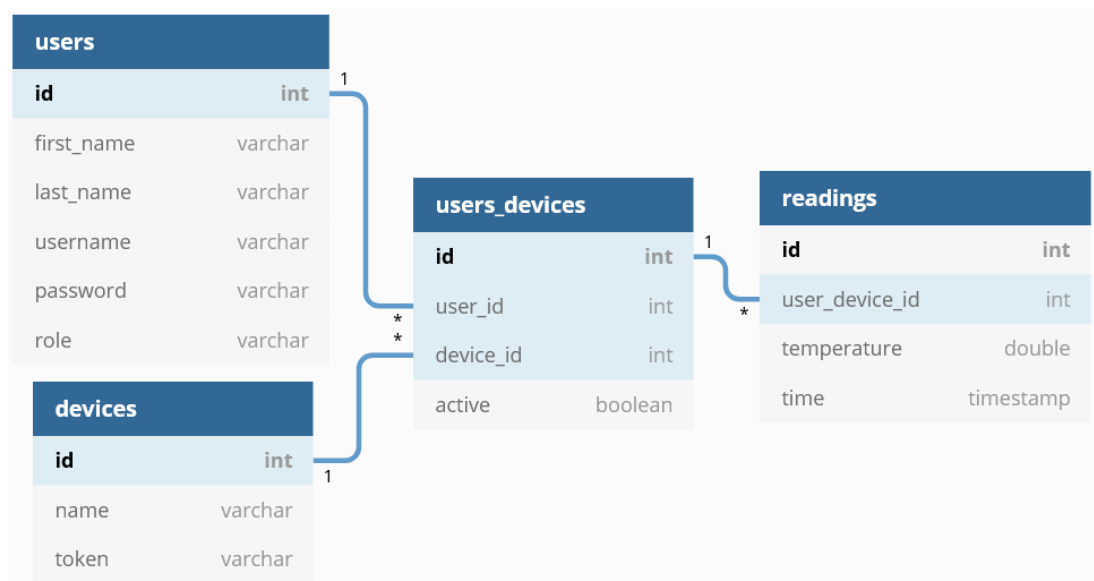 users
id int
first_name varchar
last_name varchar
username varchar
password varchar
role varchar
1
*
devices
id int
name varchar
token varchar
1
*
users_devices
id int
user_id int
device_id int
active boolean
1
*
readings
id int
user_device_id int
temperature double
time timestamp